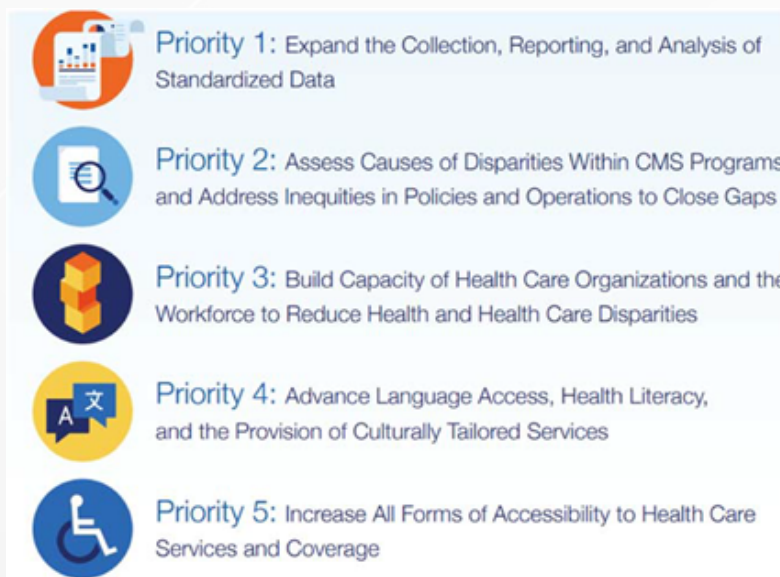 Priority 1: Expand the Collection, Reporting, and Analysis of
Standardized Data
Priority 2: Assess Causes of Disparities Within CMS Programs
and Address Inequities in Policies and Operations to Close Gaps
Priority 3: Build Capacity of Health Care Organizations and the
Workforce to Reduce Health and Health Care Disparities
A 文
Priority 4: Advance Language Access, Health Literacy,
and the Provision of Culturally Tailored Services
Priority 5: Increase All Forms of Accessibility to Health Care
Services and Coverage